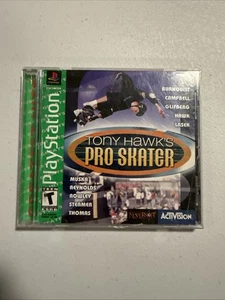 PlayStation
BURNQUIST
CAMPBELL
GLIFBERG
HAWK
LASEK
TONY HAWK'S
PRO SKATER
MUSKA
REYNOLDS
ROWLEY
STEAMER
THOMAS
T
ACTIVISION